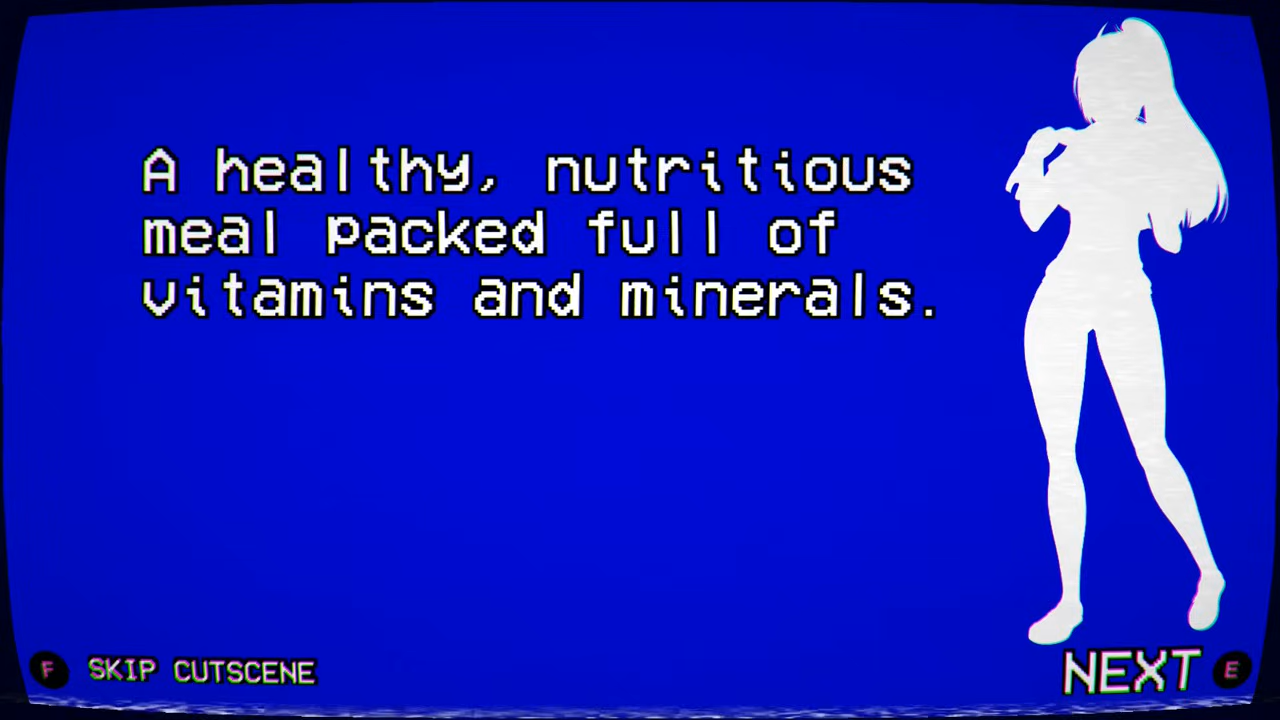 A healthy, nutritious
meal packed full of
vitamins and minerals.
F SKIP CUTSCENE
NEXT E